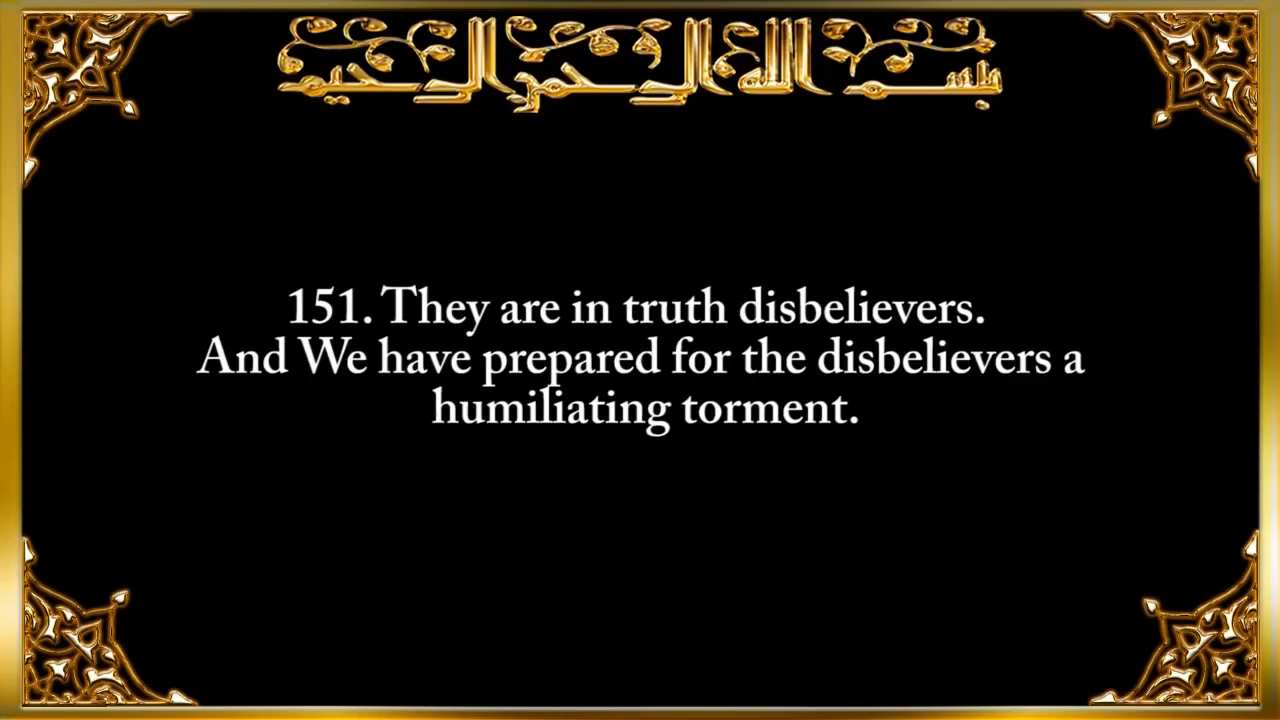 بسم الله الرحمن الرحيم
151. They are in truth disbelievers.
And We have prepared for the disbelievers a
humiliating torment.